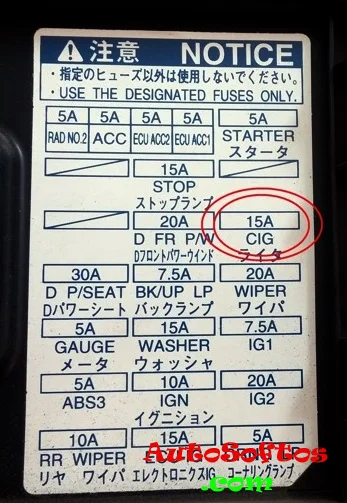 注意 NOTICE
・指定のヒューズ以外は使用しないでください。
・USE THE DESIGNATED FUSES ONLY.
5A 5A 5A 5A 5A
RAD NO.2 ACC ECU ACC2 ECU ACC1 STARTER
スタータ
15A
STOP
ストップランプ
20A 15A
D FR P/W CIG
Dフロントパワーウインド ライタ
30A 7.5A 20A
D P/SEAT BK/UP LP WIPER
Dパワーシート バックランプ ワイパ
5A 15A 7.5A
GAUGE WASHER IG1
メータ ウォッシャ
5A 10A 20A
ABS3 IGN IG2
イグニション
10A 15A 5A
RR WIPER
リヤ ワイパ エレクトロニクスIG コーナリングランプ
AutoSoftos
.com